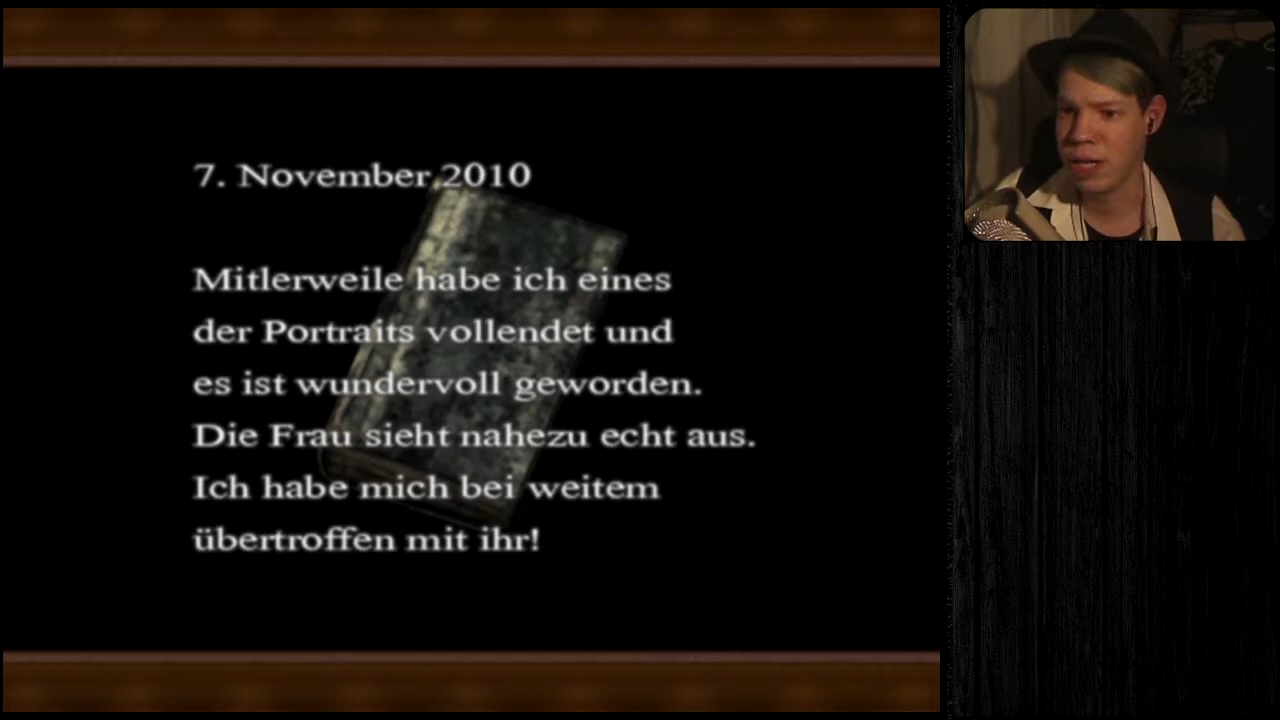 7. November 2010
Mitlerweile habe ich eines
der Portraits vollendet und
es ist wundervoll geworden.
Die Frau sieht nahezu echt aus.
Ich habe mich bei weitem
übertroffen mit ihr!